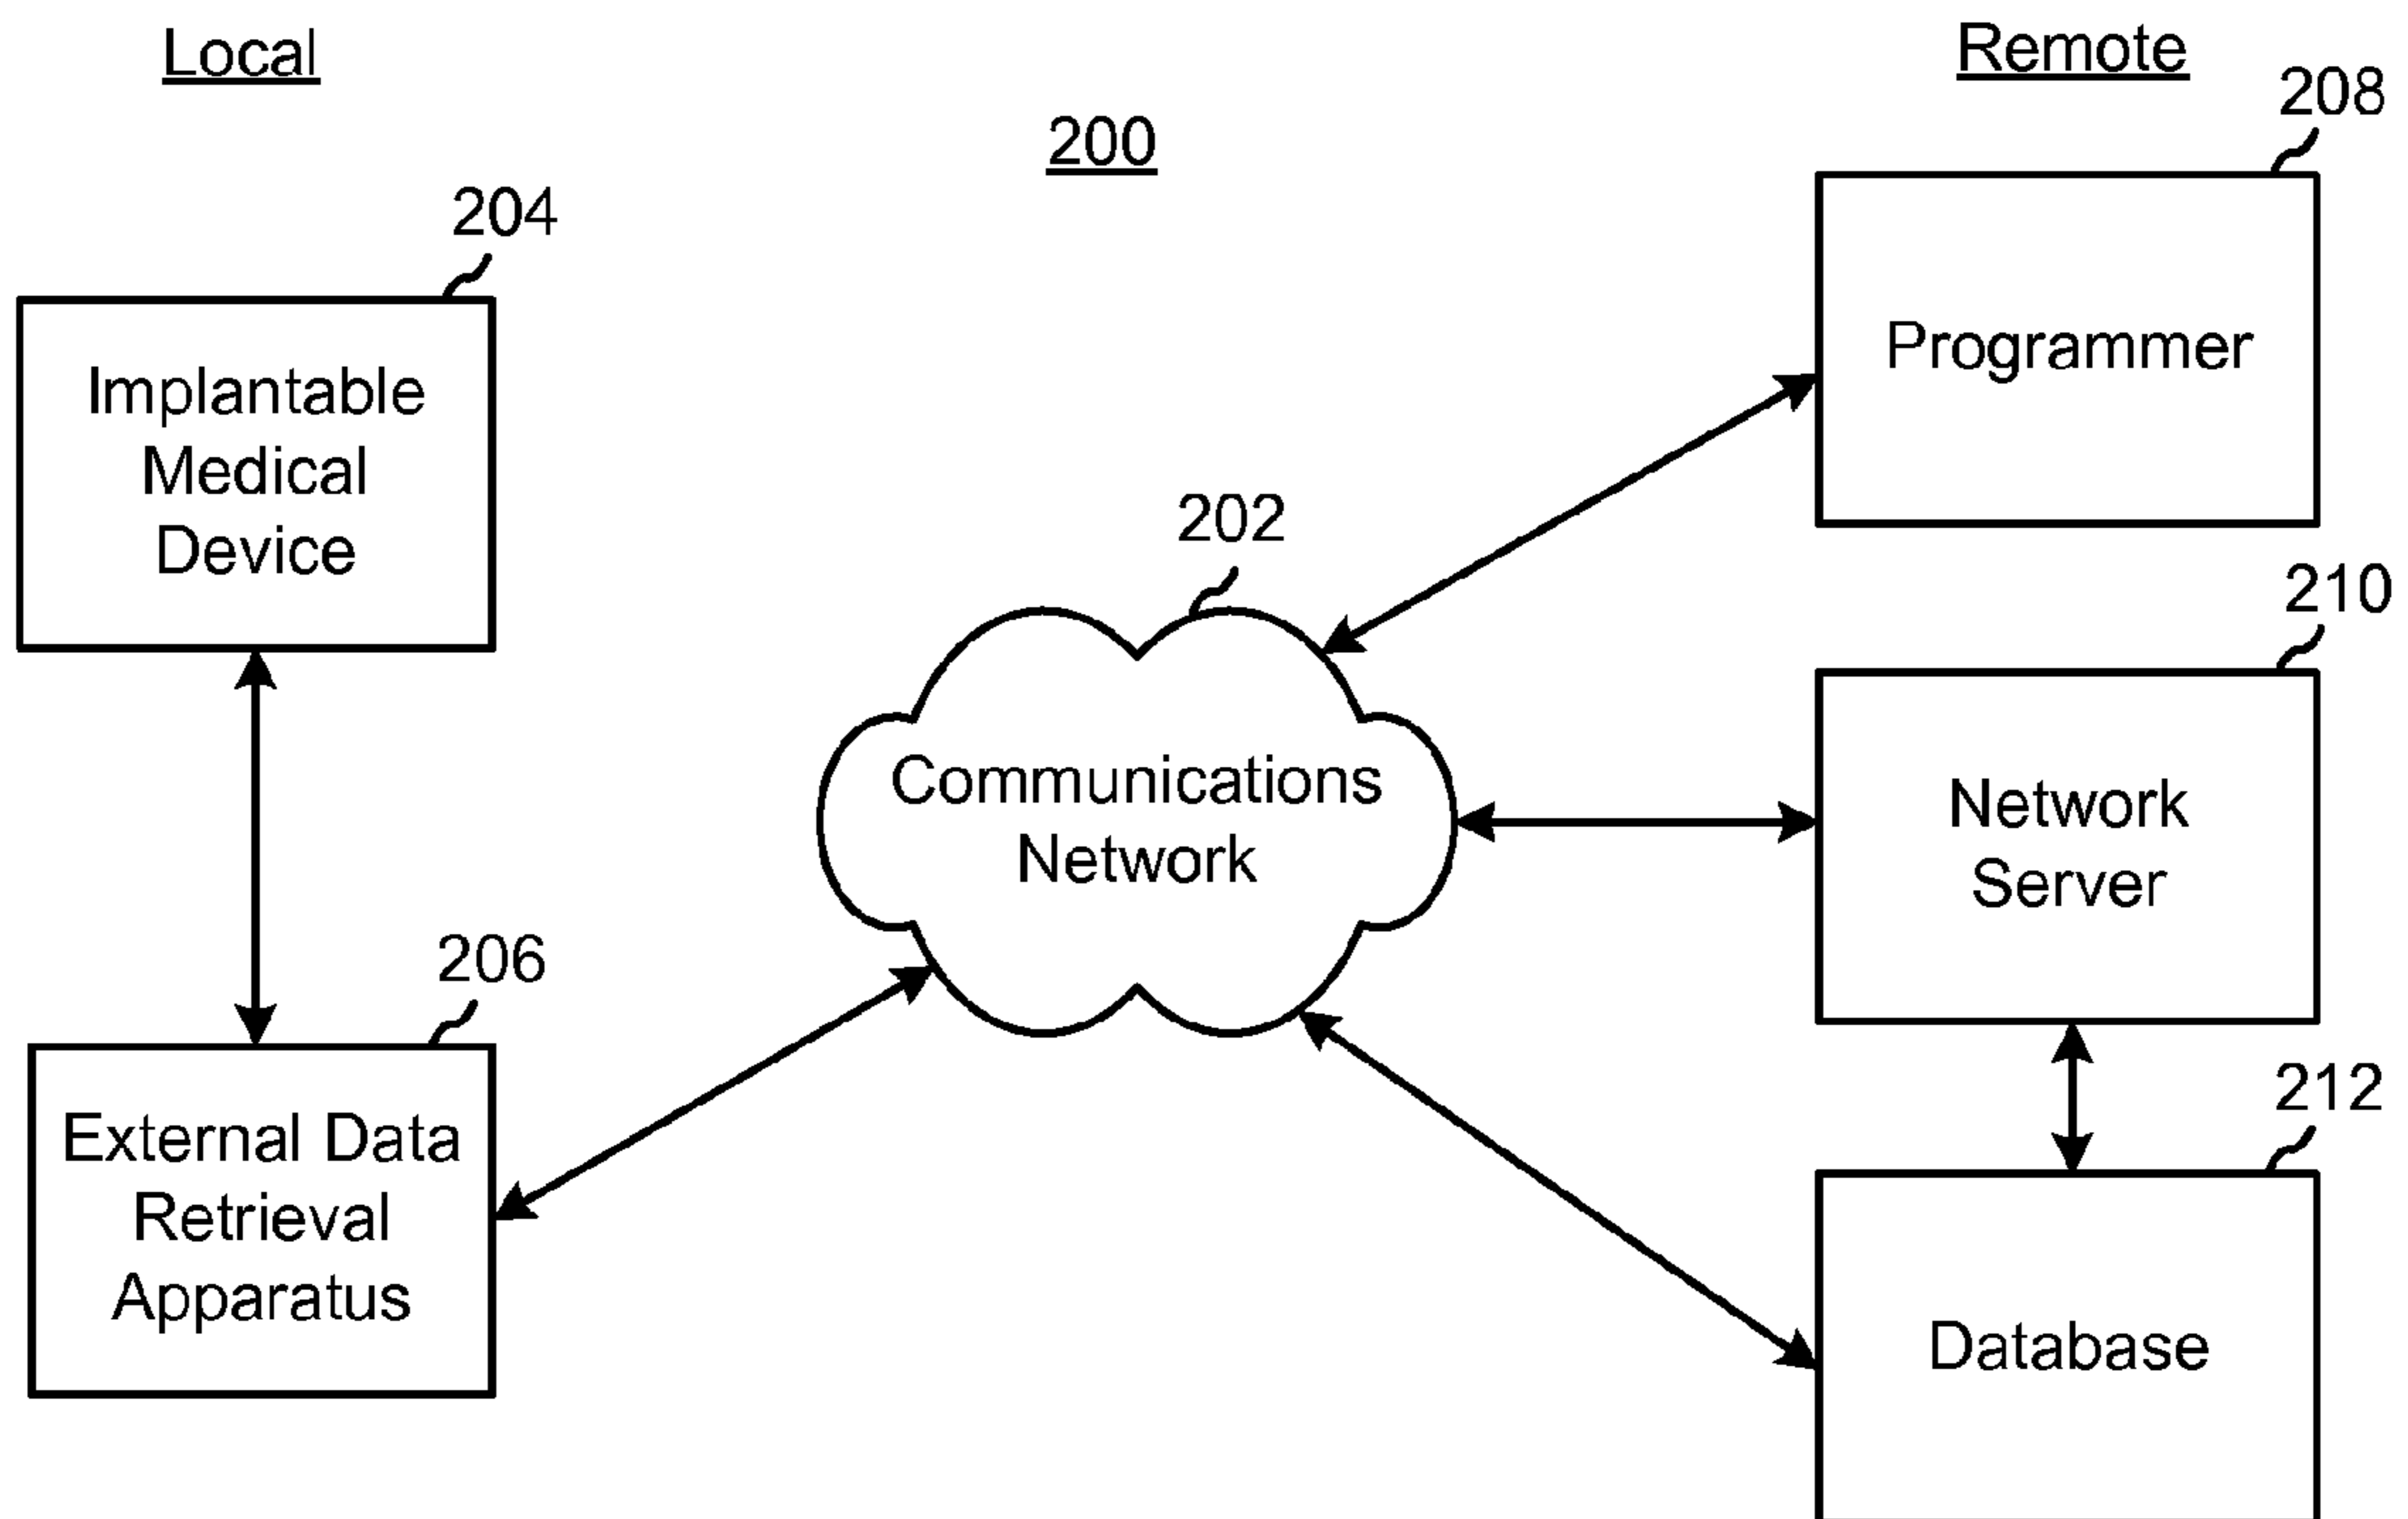 Local
Remote
200
204
Implantable
Medical
Device
208
Programmer
202
Communications
Network
210
Network
Server
206
External Data
Retrieval
Apparatus
212
Database